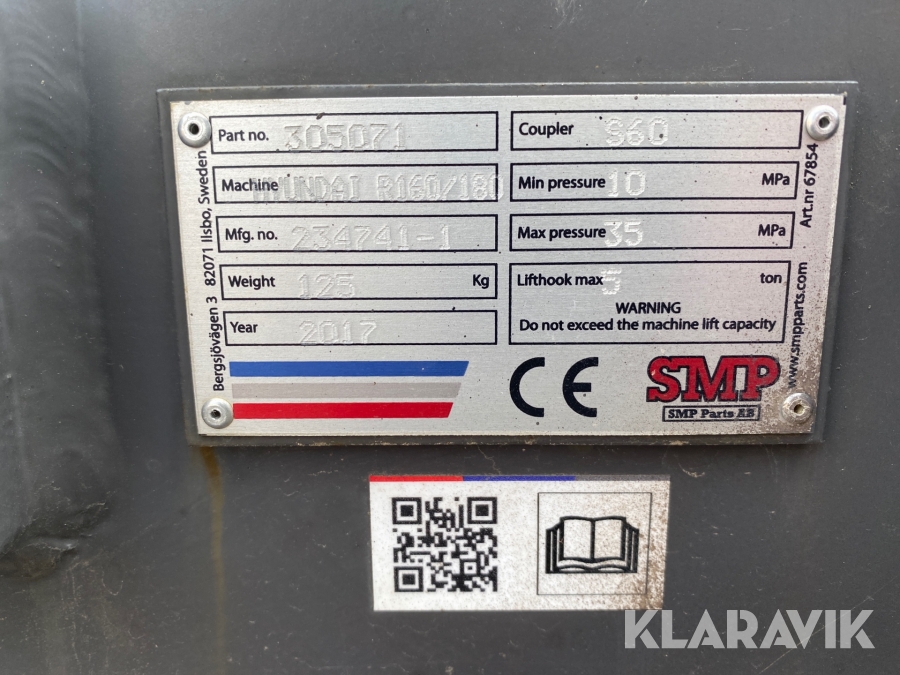 Part no. 305071
Machine HYUNDAI R160/180
Mfg. no. 234741-1
Weight 125 Kg
Year 2017
Coupler S60
Min pressure 10 MPa
Max pressure 35 MPa
Lifthook max 5 ton
WARNING
Do not exceed the machine lift capacity
CE
SMP
SMP Parts AB
Bergsjövägen 3 82071 Ilsbo, Sweden
www.smpparts.com Art.nr 67854
KLARAVIK